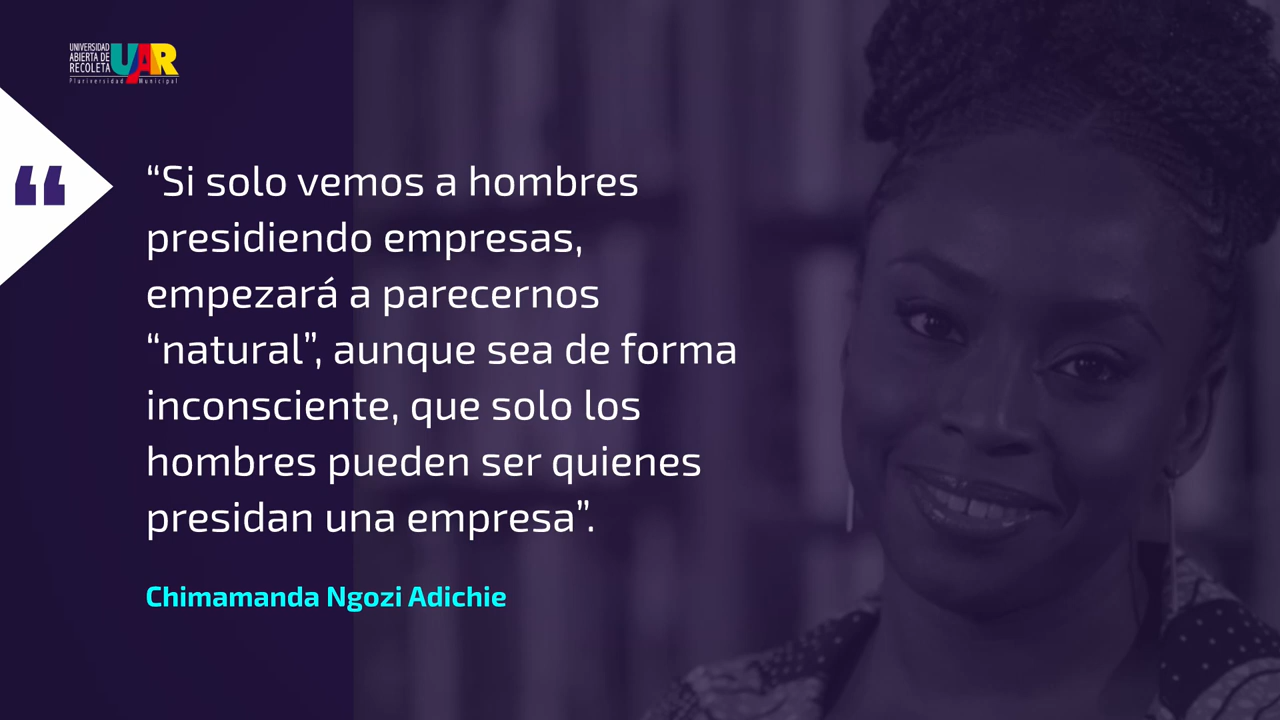 UNIVERSIDAD
ABIERTA DE
RECOLETA
UAR
Pluriversidad Municipal
“Si solo vemos a hombres
presidiendo empresas,
empezará a parecernos
“natural”, aunque sea de forma
inconsciente, que solo los
hombres pueden ser quienes
presidan una empresa”.
Chimamanda Ngozi Adichie